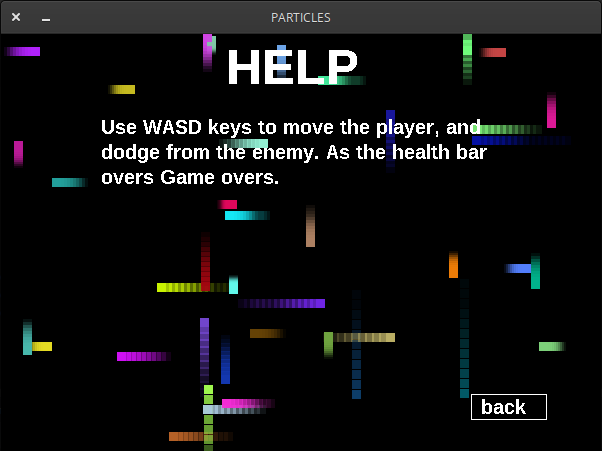 PARTICLES
HELP
Use WASD keys to move the player, and
dodge from the enemy. As the health bar
overs Game overs.
back